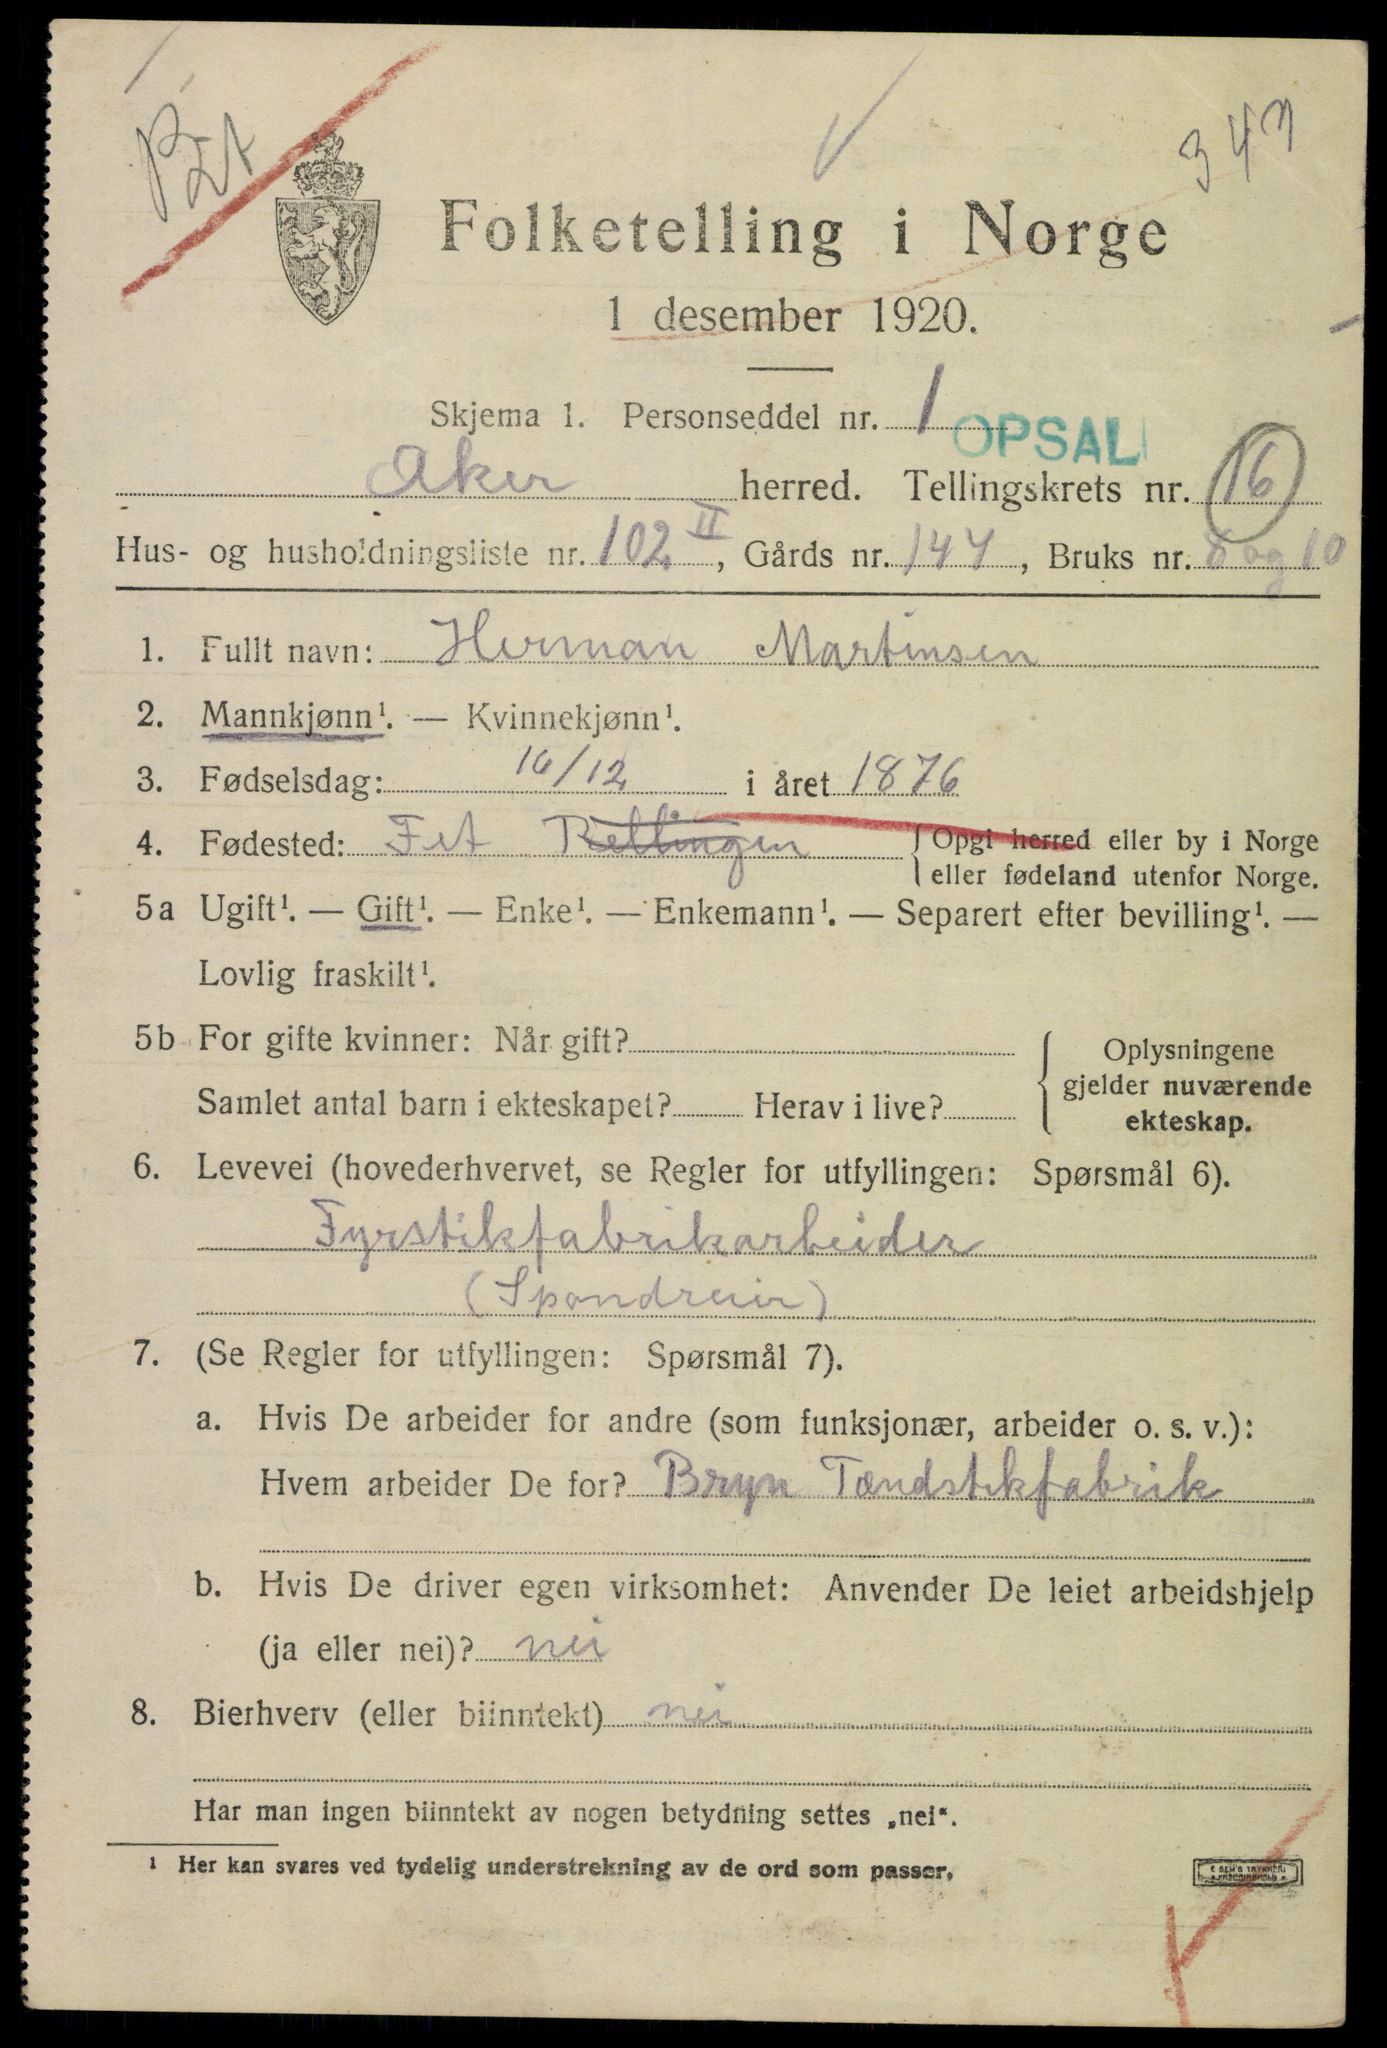 343
Folketelling i Norge
1 desember 1920.
Skjema 1. Personseddel nr. 1
OPSAL
Aker herred. Tellingskrets nr. 16
Hus- og husholdningsliste nr. 102 II, Gårds nr. 147, Bruks nr. 6 og 10
1. Fullt navn: Herman Martinsen
2. Mannkjønn¹. — Kvinnekjønn¹.
3. Fødselsdag: 16/12 i året 1876
4. Fødested: Fet Rellingen { Opgi herred eller by i Norge
eller fødeland utenfor Norge.
5a Ugift¹. — Gift¹. — Enke¹. — Enkemann¹. — Separert efter bevilling¹. —
Lovlig fraskilt¹.
5b For gifte kvinner: Når gift?
Samlet antal barn i ekteskapet? Herav i live?
Oplysningene
gjelder nuværende
ekteskap.
6. Levevei (hovederhvervet, se Regler for utfyllingen: Spørsmål 6).
Fyrstikfabrikarbeider
(Spondreier)
7. (Se Regler for utfyllingen: Spørsmål 7).
a. Hvis De arbeider for andre (som funksjonær, arbeider o. s. v.):
Hvem arbeider De for? Bryn Tændstikfabrik
b. Hvis De driver egen virksomhet: Anvender De leiet arbeidshjelp
(ja eller nei)? nei
8. Bierhverv (eller biinntekt) nei
Har man ingen biinntekt av nogen betydning settes „nei“.
¹ Her kan svares ved tydelig understrekning av de ord som passer.